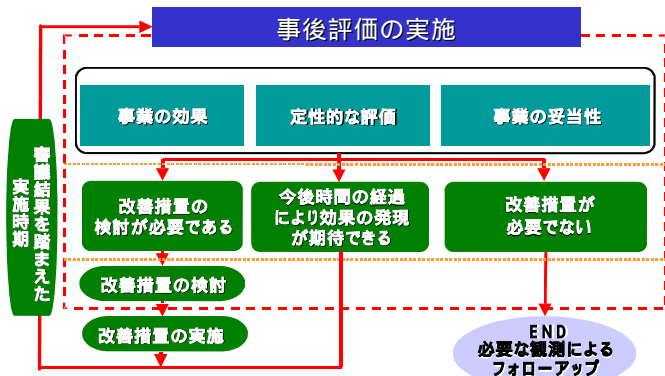 事後評価の実施
事業の効果
定性的な評価
事業の妥当性
審議結果を踏まえた
実施時期
改善措置の
検討が必要である
今後時間の経過
により効果の発現
が期待できる
改善措置が
必要でない
改善措置の検討
改善措置の実施
END
必要な観測による
フォローアップ